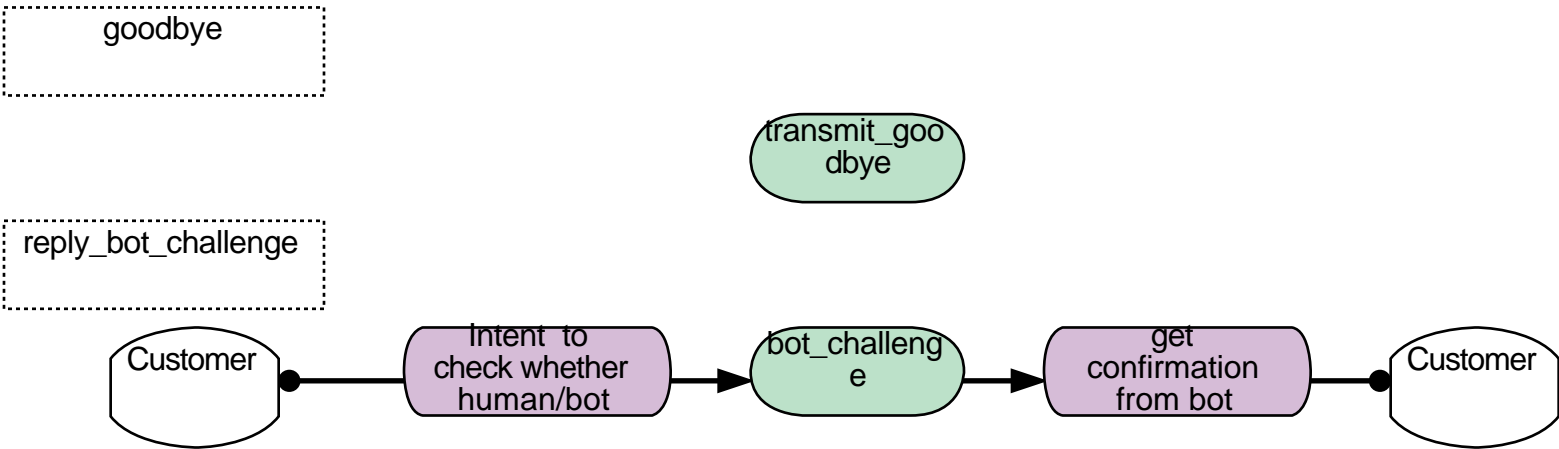 goodbye
transmit_goo
dbye
reply_bot_challenge
Customer
Intent to
check whether
human/bot
bot_challeng
e
get
confirmation
from bot
Customer